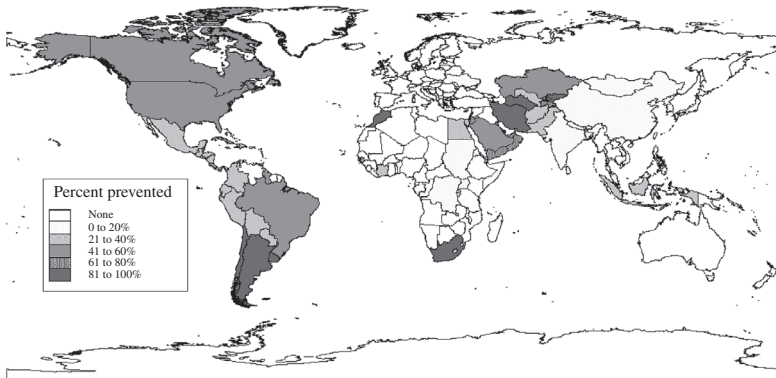 Percent prevented
None
0 to 20%
21 to 40%
41 to 60%
61 to 80%
81 to 100%